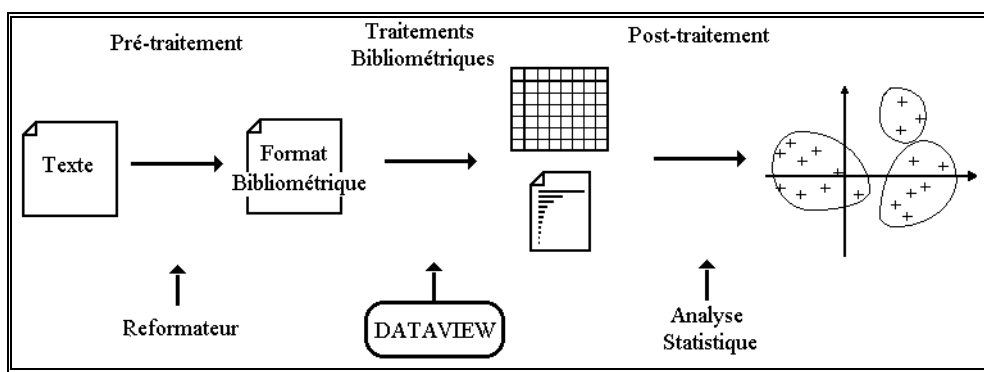 Pré-traitement
Traitements
Bibliométriques
Post-traitement
Texte
Format
Bibliométrique
Reformateur
DATAVIEW
Analyse
Statistique